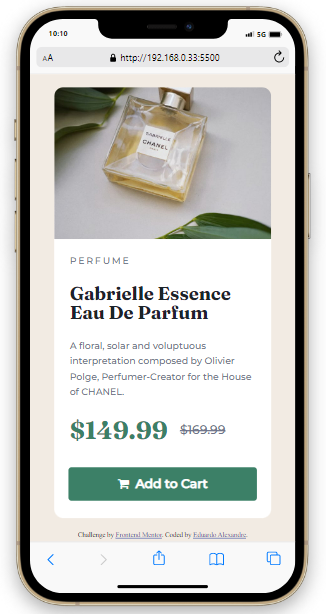 10:10
5G
AA
http://192.168.0.33:5500
GABRIELLE
CHANEL
PERFUME
Gabrielle Essence
Eau De Parfum
A floral, solar and voluptuous
interpretation composed by Olivier
Polge, Perfumer-Creator for the House
of CHANEL.
$149.99 $169.99
Add to Cart
Challenge by Frontend Mentor. Coded by Eduardo Alexandre.